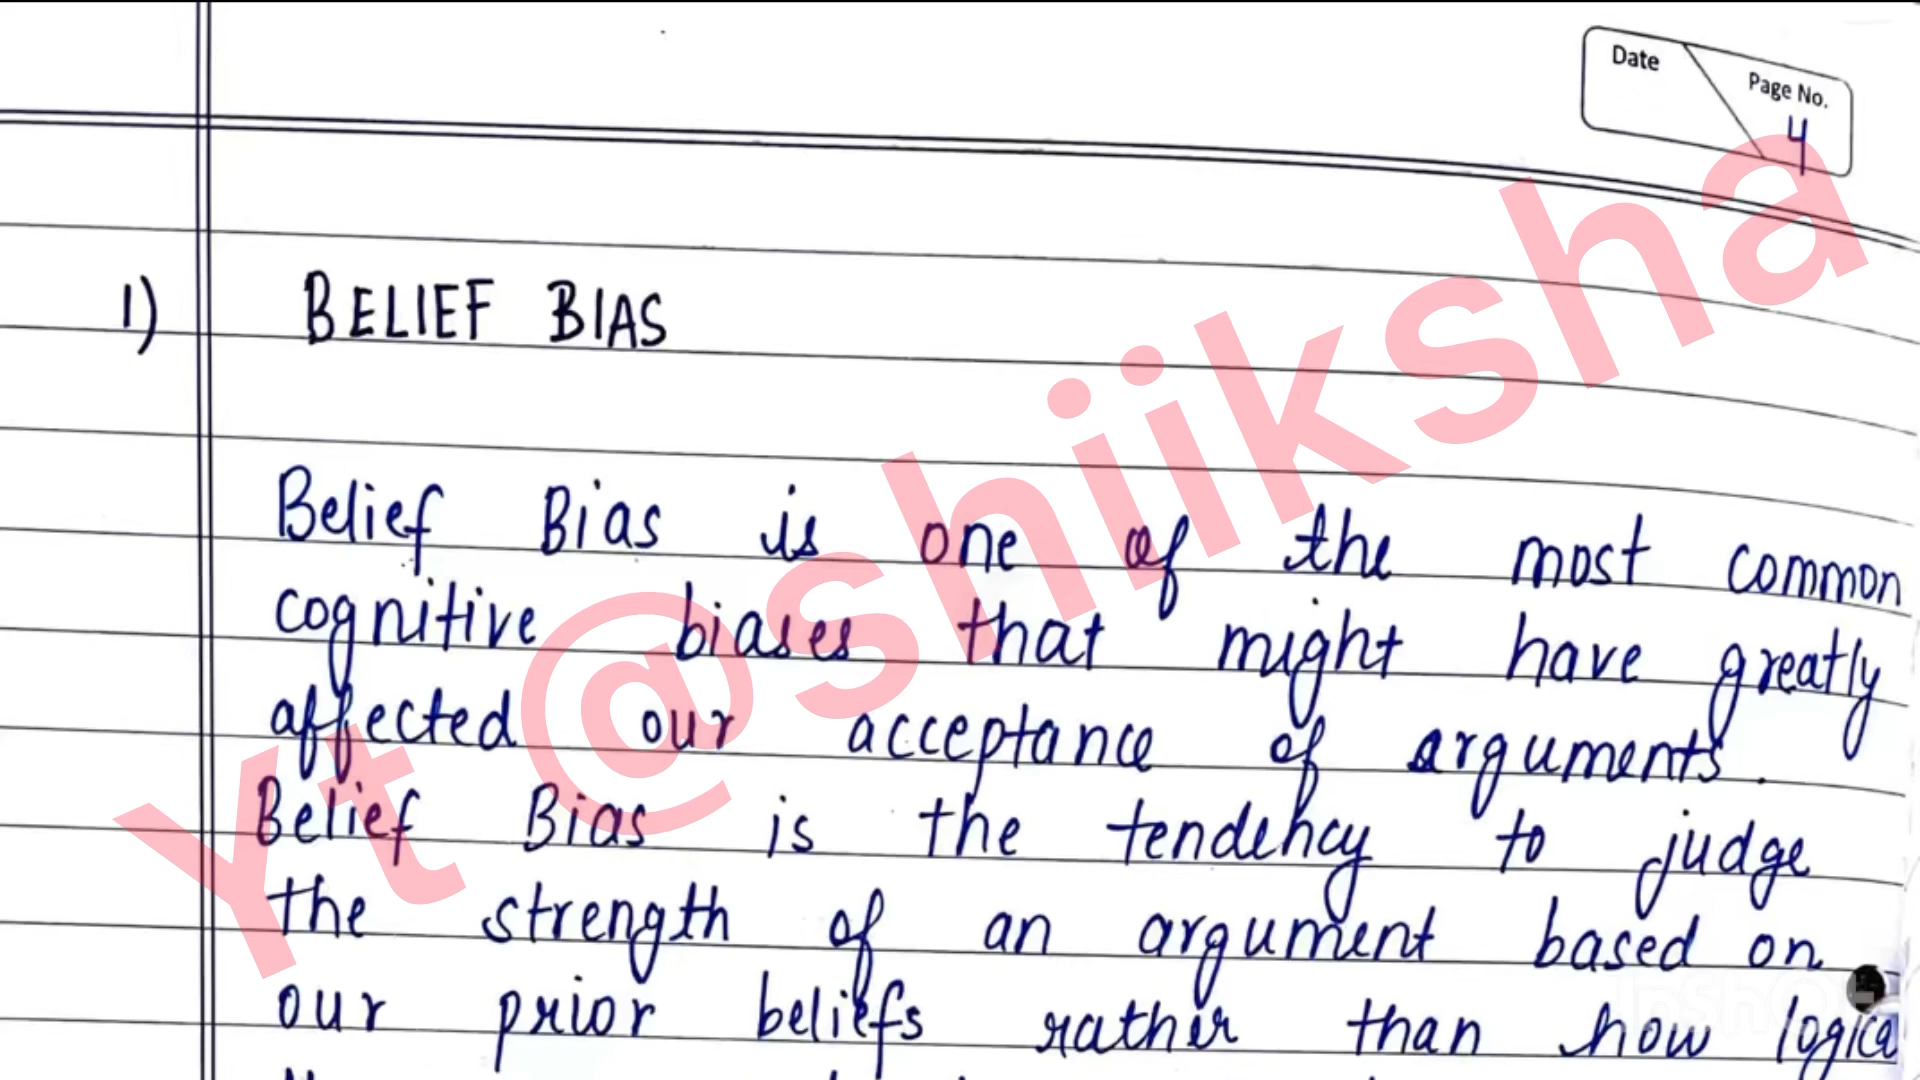 Date
Page No.
4
1) BELIEF BIAS
Belief Bias is one of the most common
cognitive biases that might have greatly
affected our acceptance of arguments.
Belief Bias is the tendency to judge
the strength of an argument based on
our prior beliefs rather than how logica
Yt @shiiksha